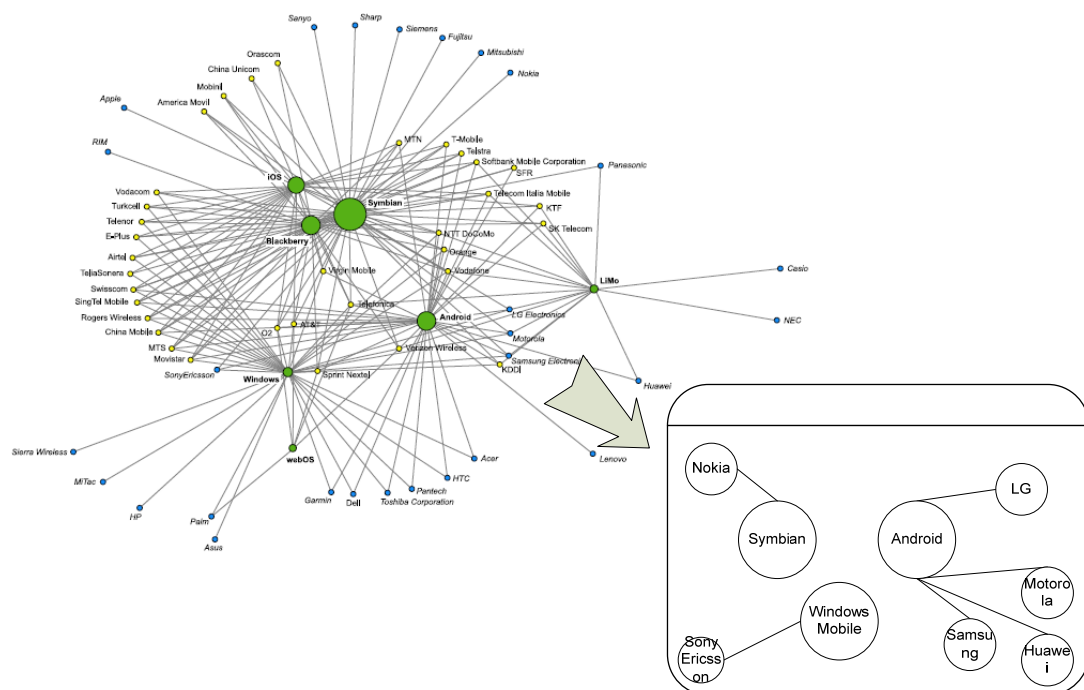 Sanyo
Sharp
Siemens
Fujitsu
Mitsubishi
Nokia
Orascom
China Unicom
Mobinil
America Movil
Apple
RIM
MTN
T-Mobile
Telstra
Softbank Mobile Corporation
SFR
Panasonic
iOS
Symbian
Telecom Italia Mobile
KTF
SK Telecom
Vodacom
Turkcell
Telenor
E-Plus
Airtel
TeliaSonera
Swisscom
SingTel Mobile
Rogers Wireless
China Mobile
MTS
Movistar
SonyEricsson
Blackberry
NTT DoCoMo
Orange
Vodafone
Virgin Mobile
Telefonica
LiMo
Casio
NEC
LG Electronics
Android
O2
AT&T
Motorola
Verizon Wireless
Samsung Electroni
KDDI
Windows
Sprint Nextel
Huawei
Sierra Wireless
MiTac
HP
Palm
Asus
webOS
Garmin
Dell
Toshiba Corporation
Pantech
HTC
Acer
Lenovo
Nokia
LG
Symbian
Android
Motoro
la
Windows
Mobile
Sony
Ericss
on
Samsu
ng
Huawe
i